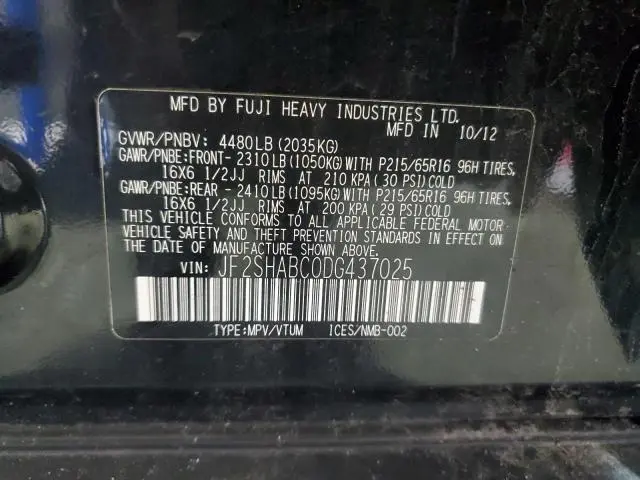 MFD BY FUJI HEAVY INDUSTRIES LTD.
MFD IN 10/12
GVWR/PNBV: 4480LB(2035KG)
GAWR/PNBE:FRONT- 2310LB(1050KG)WITH P215/65R16 96H TIRES,
16X6 1/2JJ RIMS AT 210 KPA(30 PSI)COLD
GAWR/PNBE:REAR - 2410LB(1095KG)WITH P215/65R16 96H TIRES,
16X6 1/2JJ RIMS AT 200 KPA(29 PSI)COLD
THIS VEHICLE CONFORMS TO ALL APPLICABLE FEDERAL MOTOR
VEHICLE SAFETY AND THEFT PREVENTION STANDARDS IN EFFECT ON
THE DATE OF MANUFACTURE SHOWN ABOVE.
VIN: JF2SHABC0DG437025
TYPE:MPV/VTUM 1CES/NMB-002